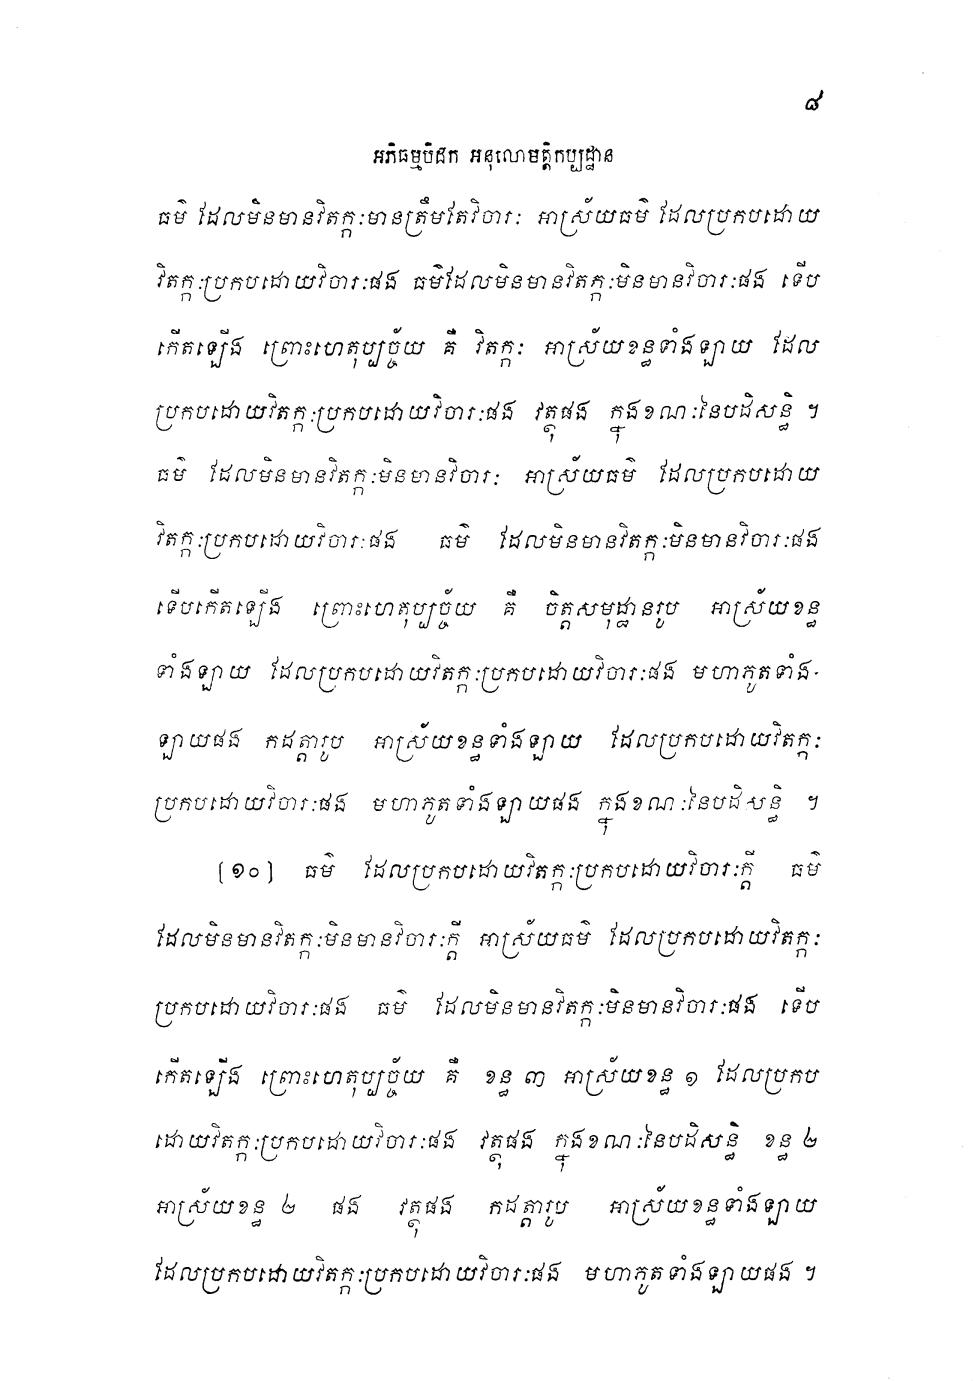 ៨
អភិធម្មបិដក អនុលោមត្តិកប្បដ្ឋាន
ធម៌ ដែលមិនមានវិតក្កៈមានត្រឹមតែវិចារៈ អាស្រ័យធម៌ ដែលប្រកបដោយ
វិតក្កៈប្រកបដោយវិចារៈផង ធម៌ដែលមិនមានវិតក្កៈមិនមានវិចារៈផង ទើប
កើតឡើង ព្រោះហេតុប្បច្ច័យ គឺ វិតក្កៈ អាស្រ័យខន្ធទាំងឡាយ ដែល
ប្រកបដោយវិតក្កៈប្រកបដោយវិចារៈផង វត្ថុផង ក្នុងខណៈនៃបដិសន្ធិ ។
ធម៌ ដែលមិនមានវិតក្កៈមិនមានវិចារៈ អាស្រ័យធម៌ ដែលប្រកបដោយ
វិតក្កៈប្រកបដោយវិចារៈផង ធម៌ ដែលមិនមានវិតក្កៈមិនមានវិចារៈផង
ទើបកើតឡើង ព្រោះហេតុប្បច្ច័យ គឺ ចិត្តសមុដ្ឋានរូប អាស្រ័យខន្ធ
ទាំងឡាយ ដែលប្រកបដោយវិតក្កៈប្រកបដោយវិចារៈផង មហាភូតទាំង-
ឡាយផង កដត្តារូប អាស្រ័យខន្ធទាំងឡាយ ដែលប្រកបដោយវិតក្កៈ
ប្រកបដោយវិចារៈផង មហាភូតទាំងឡាយផង ក្នុងខណៈនៃបដិសន្ធិ ។
[១០] ធម៌ ដែលប្រកបដោយវិតក្កៈប្រកបដោយវិចារៈក្តី ធម៌
ដែលមិនមានវិតក្កៈមិនមានវិចារៈក្តី អាស្រ័យធម៌ ដែលប្រកបដោយវិតក្កៈ
ប្រកបដោយវិចារៈផង ធម៌ ដែលមិនមានវិតក្កៈមិនមានវិចារៈផង ទើប
កើតឡើង ព្រោះហេតុប្បច្ច័យ គឺ ខន្ធ ៣ អាស្រ័យខន្ធ ១ ដែលប្រកប
ដោយវិតក្កៈប្រកបដោយវិចារៈផង វត្ថុផង ក្នុងខណៈនៃបដិសន្ធិ ខន្ធ ២
អាស្រ័យខន្ធ ២ ផង វត្ថុផង កដត្តារូប អាស្រ័យខន្ធទាំងឡាយ
ដែលប្រកបដោយវិតក្កៈប្រកបដោយវិចារៈផង មហាភូតទាំងឡាយផង ។